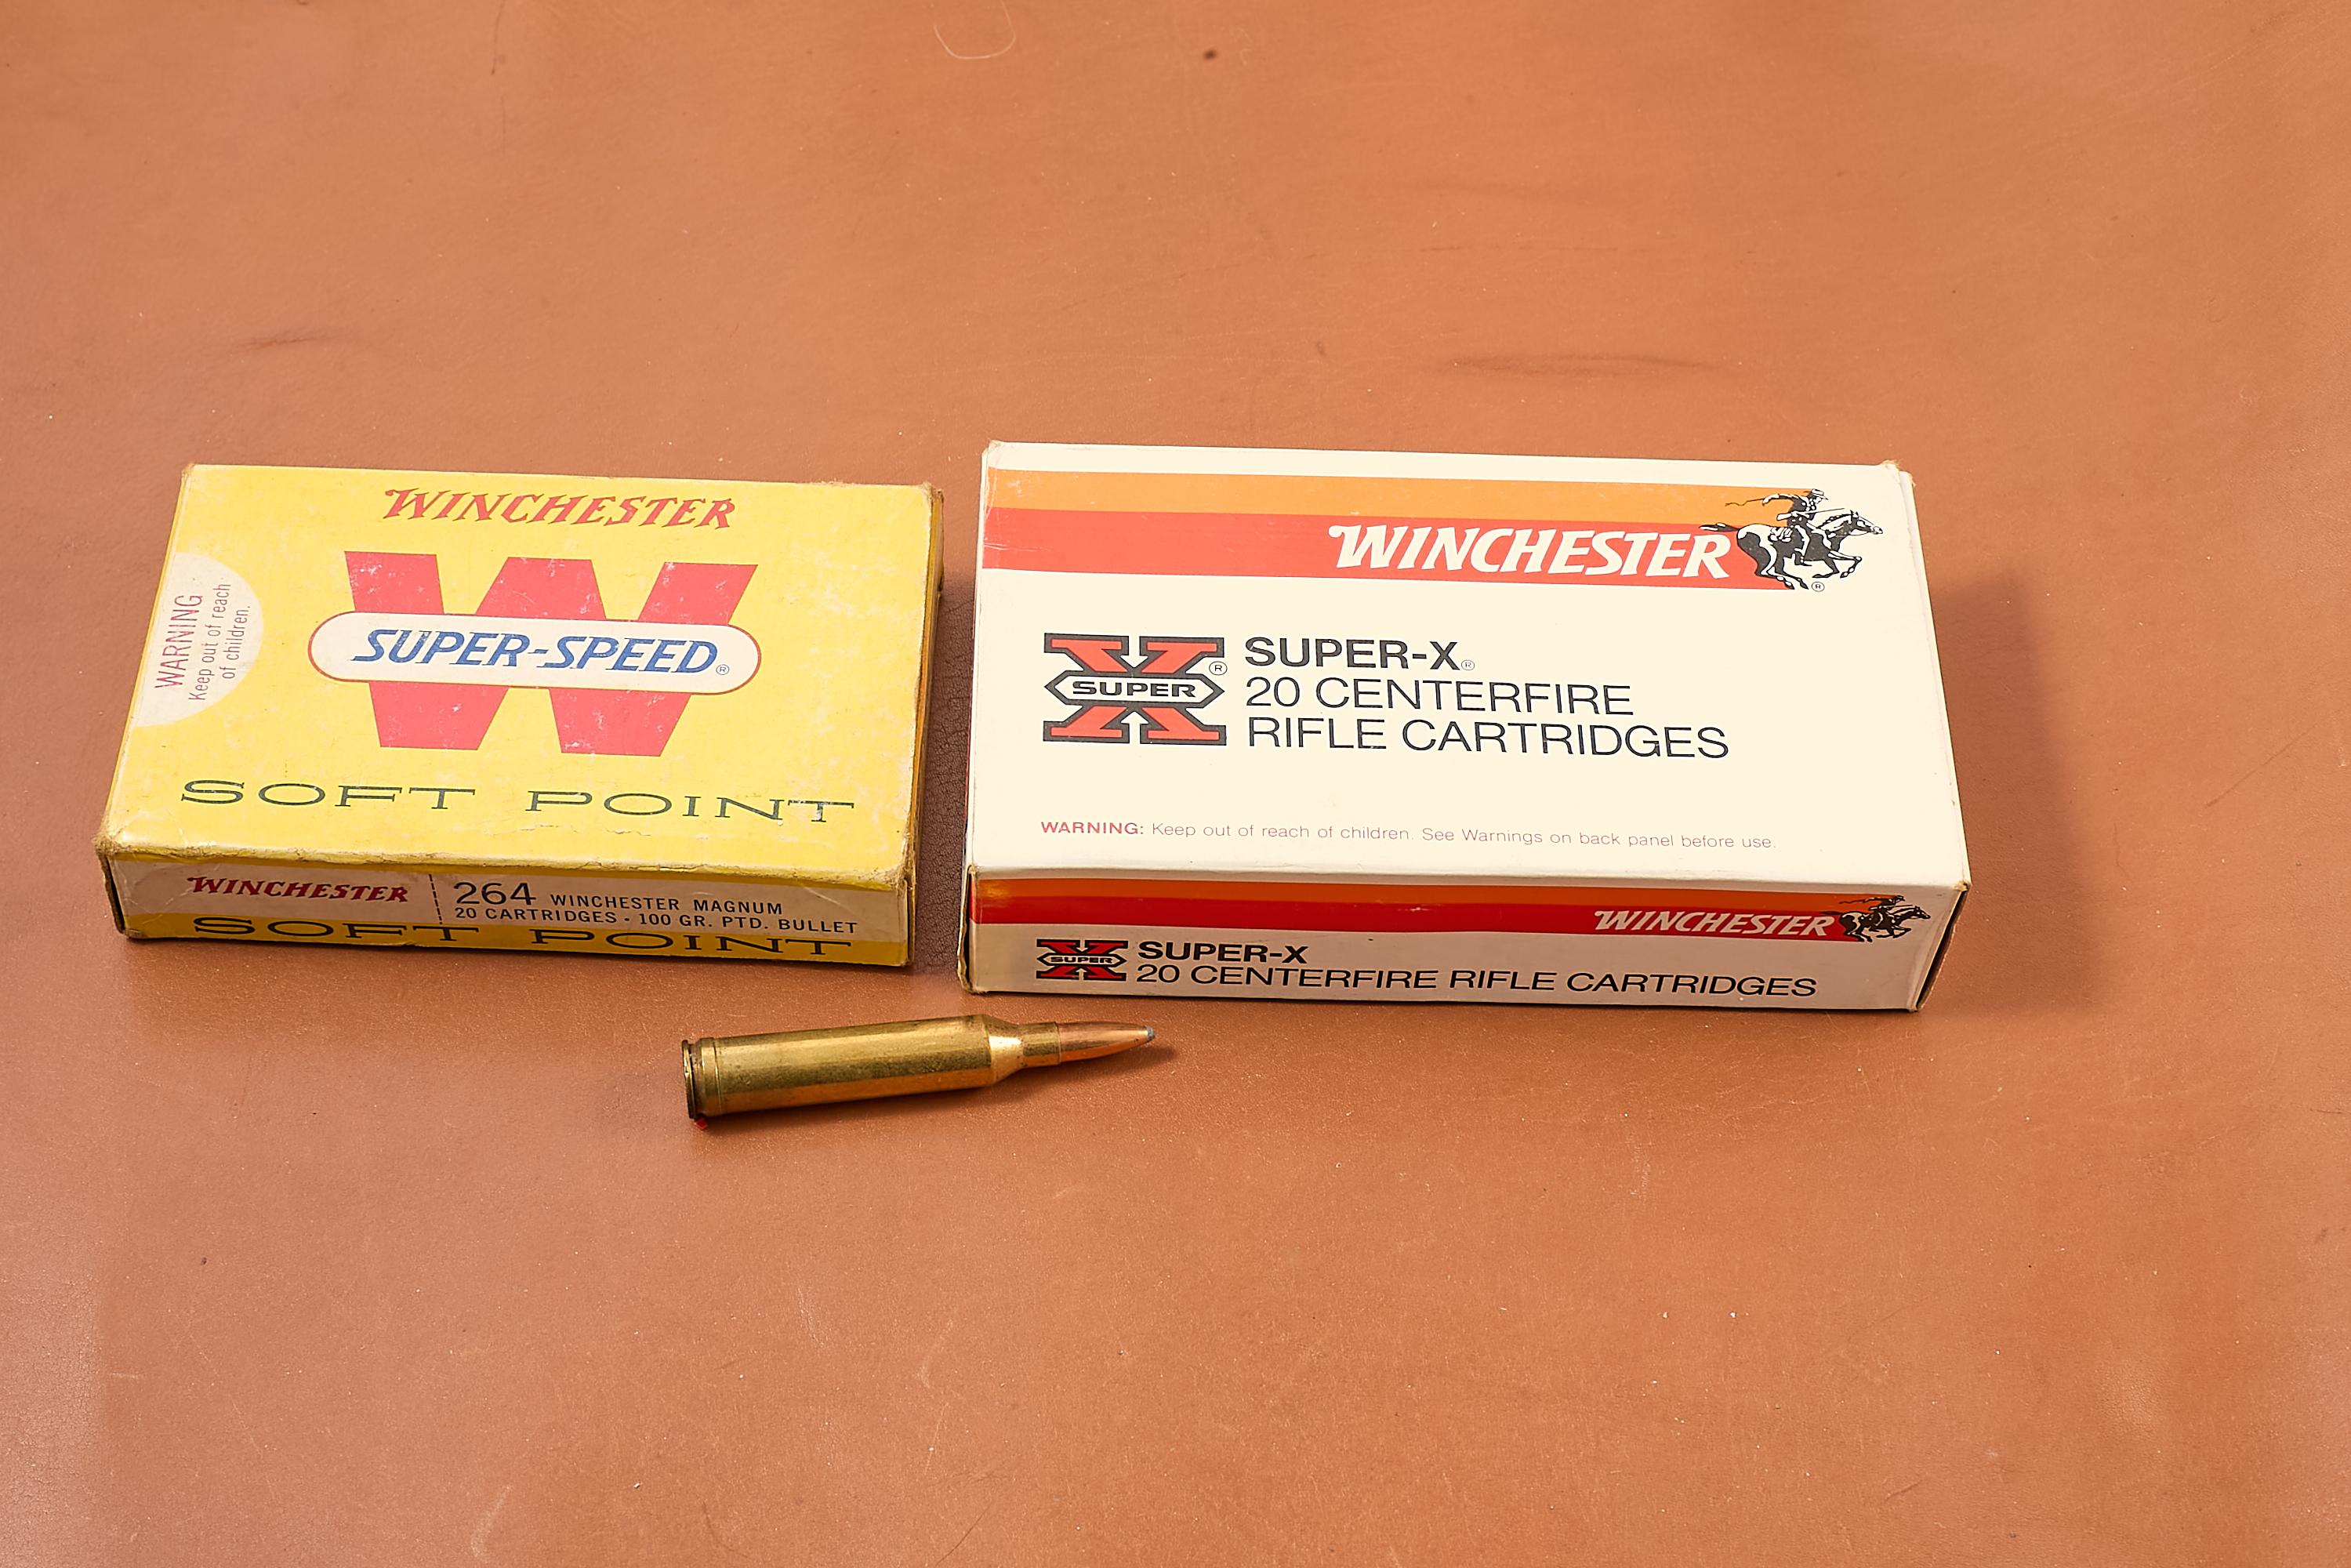 WINCHESTER
W
SUPER-SPEED®
WARNING
Keep out of reach
of children.
SOFT POINT
WINCHESTER
264 WINCHESTER MAGNUM
20 CARTRIDGES - 100 GR. PTD. BULLET
SOFT POINT
WINCHESTER
®
X
SUPER
®
SUPER-X®
20 CENTERFIRE
RIFLE CARTRIDGES
WARNING: Keep out of reach of children. See Warnings on back panel before use.
WINCHESTER
X
SUPER
SUPER-X
20 CENTERFIRE RIFLE CARTRIDGES